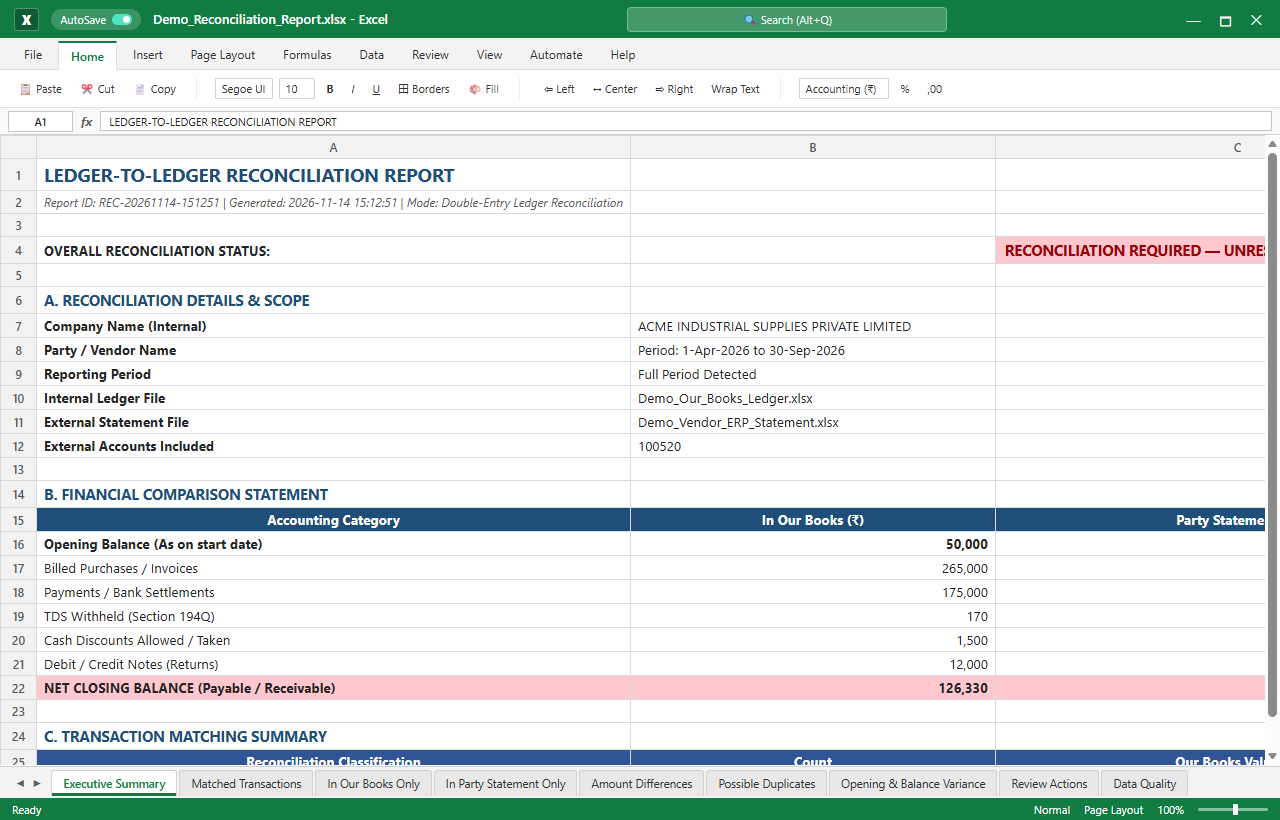 X AutoSave Demo_Reconciliation_Report.xlsx - Excel Search (Alt+Q)
File Home Insert Page Layout Formulas Data Review View Automate Help
Paste Cut Copy Segoe UI 10 B I U Borders Fill Left Center Right Wrap Text Accounting (₹) % ,00
A1 fx LEDGER-TO-LEDGER RECONCILIATION REPORT
A B C
1 LEDGER-TO-LEDGER RECONCILIATION REPORT
2 Report ID: REC-20261114-151251 | Generated: 2026-11-14 15:12:51 | Mode: Double-Entry Ledger Reconciliation
3
4 OVERALL RECONCILIATION STATUS: RECONCILIATION REQUIRED — UNRE
5
6 A. RECONCILIATION DETAILS & SCOPE
7 Company Name (Internal) ACME INDUSTRIAL SUPPLIES PRIVATE LIMITED
8 Party / Vendor Name Period: 1-Apr-2026 to 30-Sep-2026
9 Reporting Period Full Period Detected
10 Internal Ledger File Demo_Our_Books_Ledger.xlsx
11 External Statement File Demo_Vendor_ERP_Statement.xlsx
12 External Accounts Included 100520
13
14 B. FINANCIAL COMPARISON STATEMENT
15 Accounting Category In Our Books (₹) Party Stateme
16 Opening Balance (As on start date) 50,000
17 Billed Purchases / Invoices 265,000
18 Payments / Bank Settlements 175,000
19 TDS Withheld (Section 194Q) 170
20 Cash Discounts Allowed / Taken 1,500
21 Debit / Credit Notes (Returns) 12,000
22 NET CLOSING BALANCE (Payable / Receivable) 126,330
23
24 C. TRANSACTION MATCHING SUMMARY
25 Reconciliation Classification Count Our Books Val
Executive Summary Matched Transactions In Our Books Only In Party Statement Only Amount Differences Possible Duplicates Opening & Balance Variance Review Actions Data Quality
Ready Normal Page Layout 100%